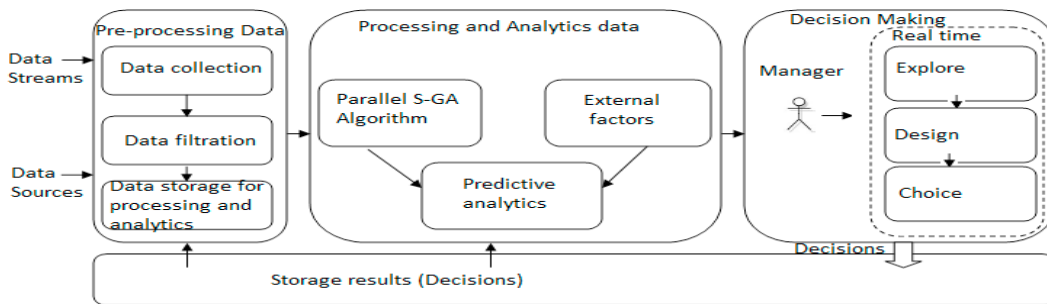 Pre-processing Data
Data
Streams
Data collection
Data filtration
Data
Sources
Data storage for
processing and
analytics
Processing and Analytics data
Parallel S-GA
Algorithm
External
factors
Predictive
analytics
Decision Making
Real time
Manager
Explore
Design
Choice
Decisions
Storage results (Decisions)